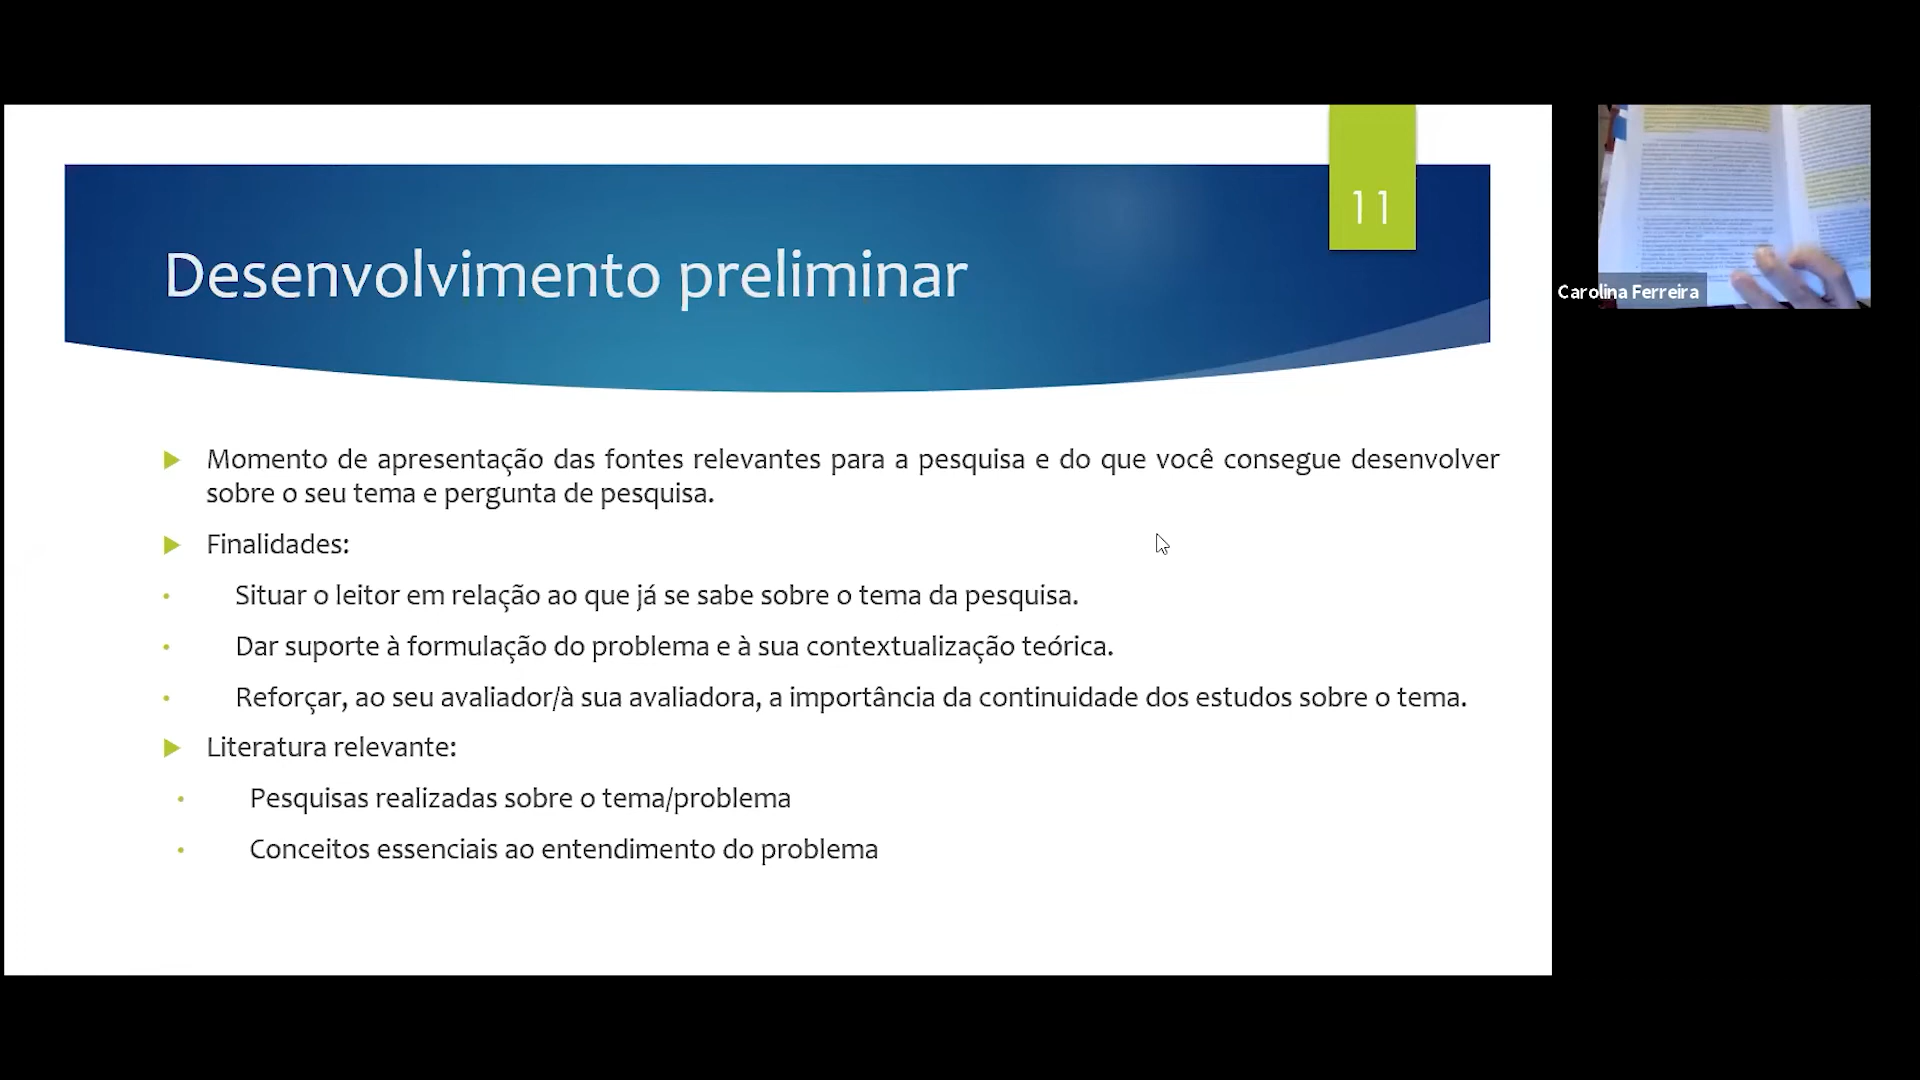 11
Desenvolvimento preliminar
Momento de apresentação das fontes relevantes para a pesquisa e do que você consegue desenvolver
sobre o seu tema e pergunta de pesquisa.
Finalidades:
Situar o leitor em relação ao que já se sabe sobre o tema da pesquisa.
Dar suporte à formulação do problema e à sua contextualização teórica.
Reforçar, ao seu avaliador/à sua avaliadora, a importância da continuidade dos estudos sobre o tema.
Literatura relevante:
Pesquisas realizadas sobre o tema/problema
Conceitos essenciais ao entendimento do problema
Carolina Ferreira